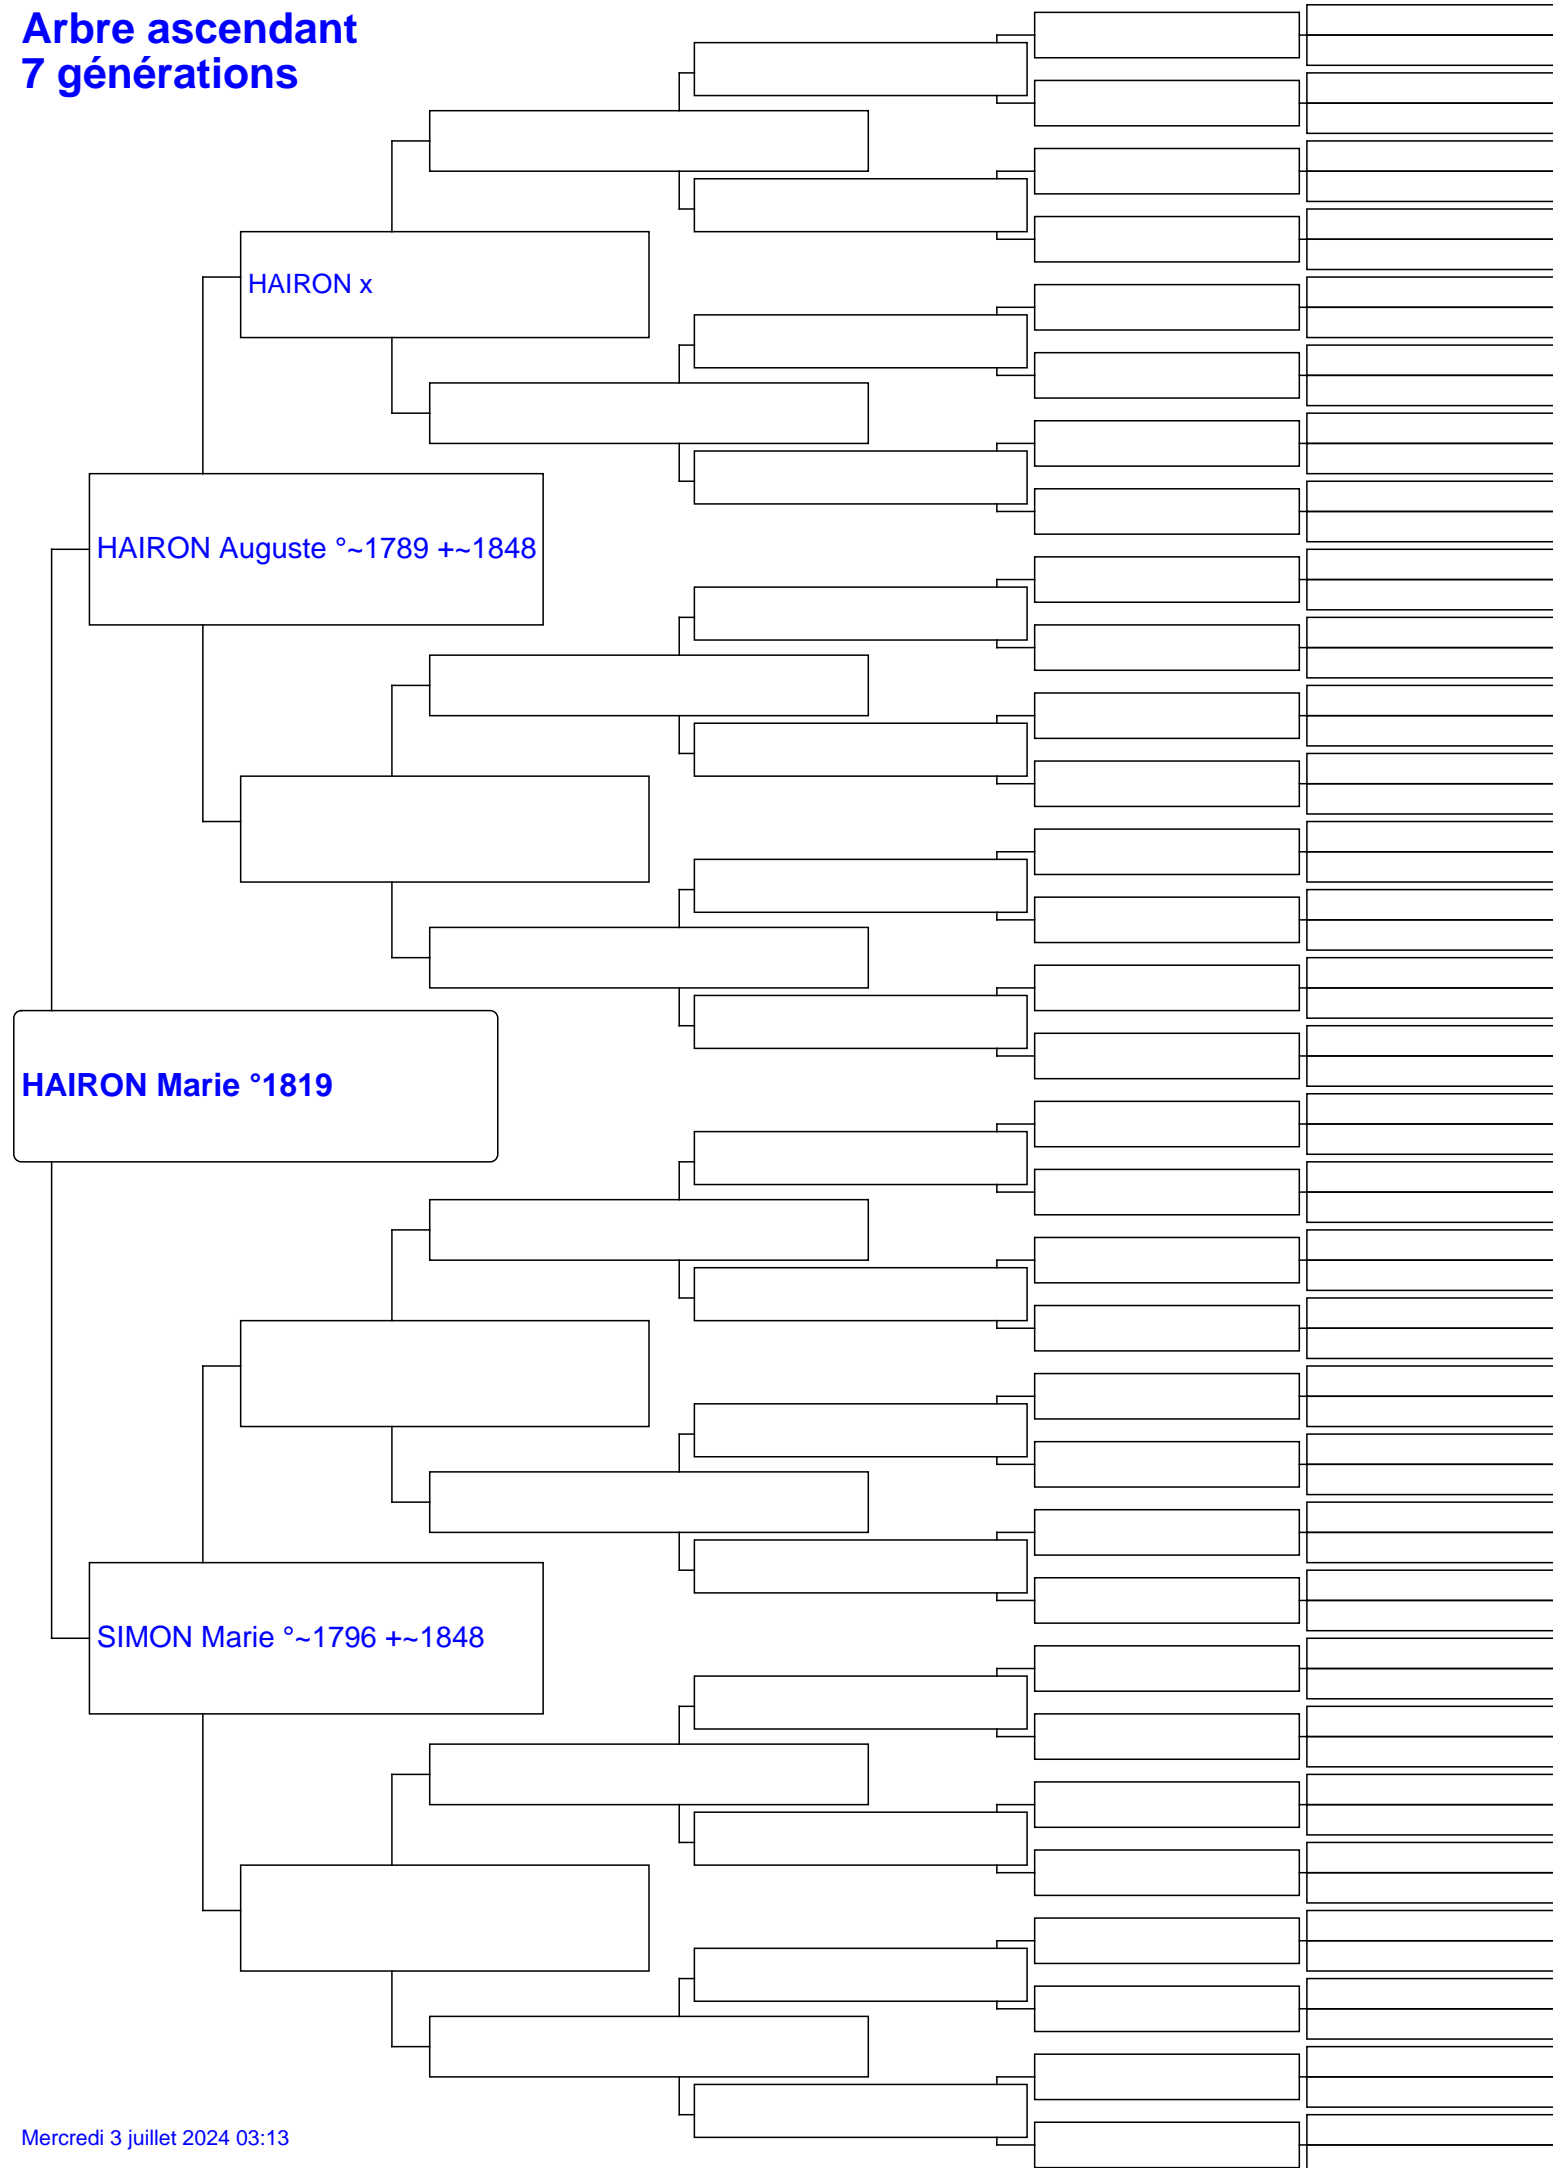 Arbre ascendant
7 générations
HAIRON x
HAIRON Auguste °~1789 +~1848
HAIRON Marie °1819
SIMON Marie °~1796 +~1848
Mercredi 3 juillet 2024 03:13